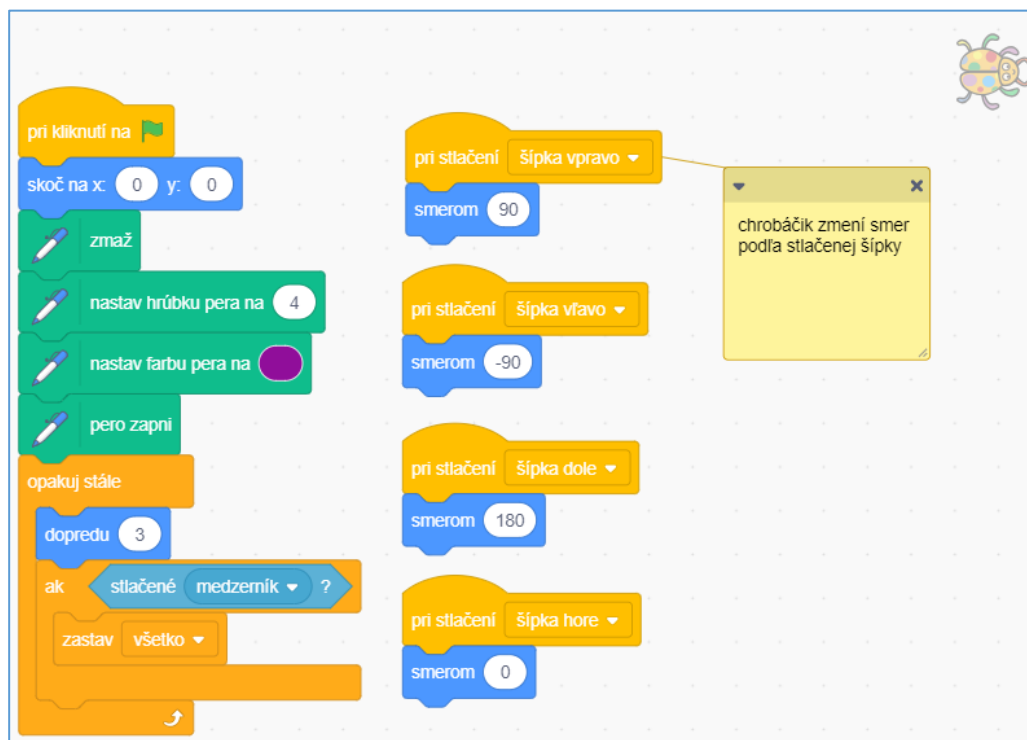 pri kliknutí na
skoč na x: 0 y: 0
zmaž
nastav hrúbku pera na 4
nastav farbu pera na
pero zapni
opakuj stále
dopredu 3
ak stlačené medzerník ?
zastav všetko
pri stlačení šípka vpravo
smerom 90
pri stlačení šípka vľavo
smerom -90
pri stlačení šípka dole
smerom 180
pri stlačení šípka hore
smerom 0
chrobáčik zmení smer
podľa stlačenej šípky